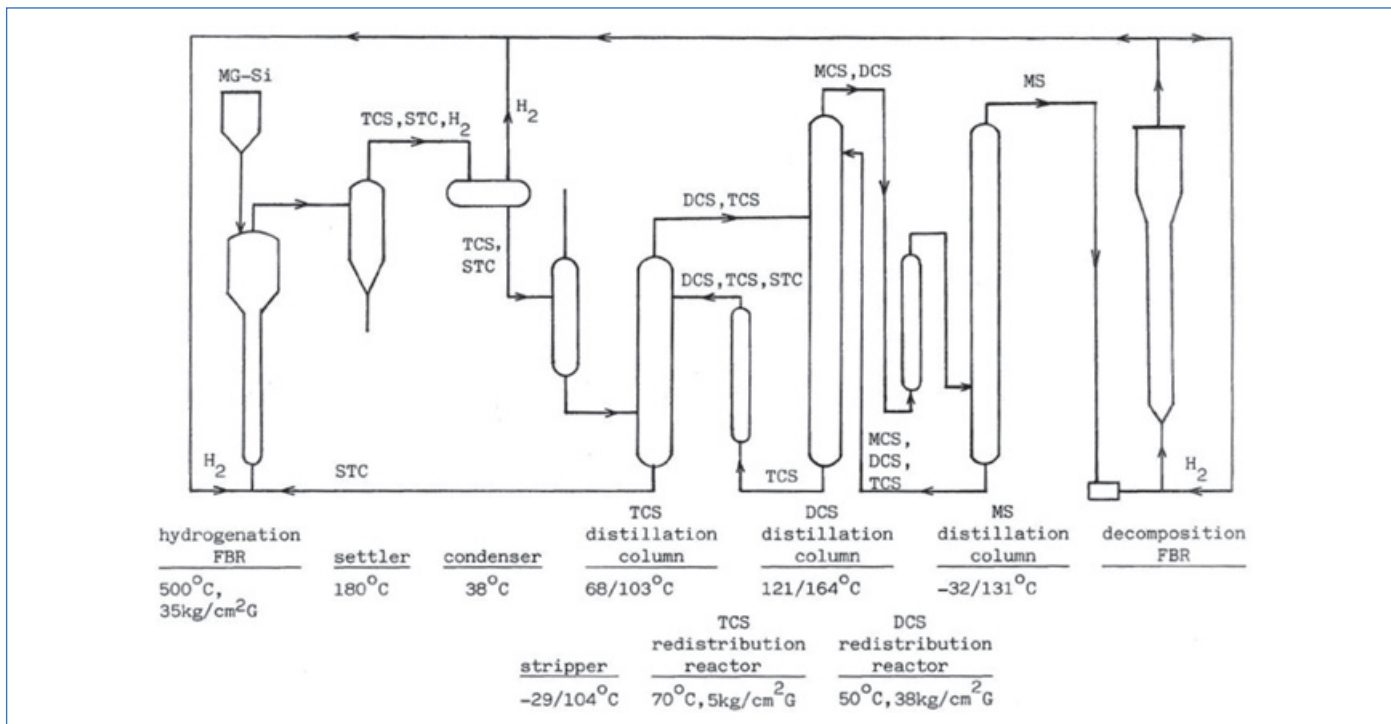 MG-Si
TCS,STC,H2
H2
MCS,DCS
MS
DCS,TCS
TCS,
STC
DCS,TCS,STC
MCS,
DCS,
TCS
H2
STC
TCS
H2
hydrogenation
FBR
500°C,
35kg/cm2G
settler
180°C
condenser
38°C
TCS
distillation
column
68/103°C
DCS
distillation
column
121/164°C
MS
distillation
column
-32/131°C
decomposition
FBR
stripper
-29/104°C
TCS
redistribution
reactor
70°C,5kg/cm2G
DCS
redistribution
reactor
50°C,38kg/cm2G